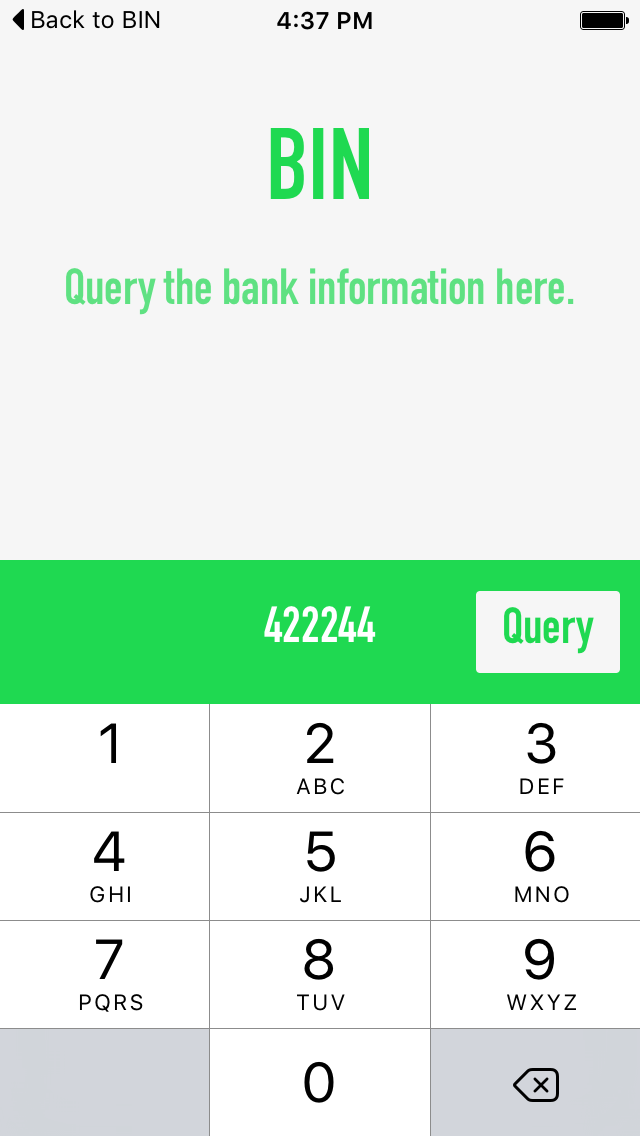 Back to BIN 4:37 PM
BIN
Query the bank information here.
422244 Query
1 2 3
ABC DEF
4 5 6
GHI JKL MNO
7 8 9
PQRS TUV WXYZ
0